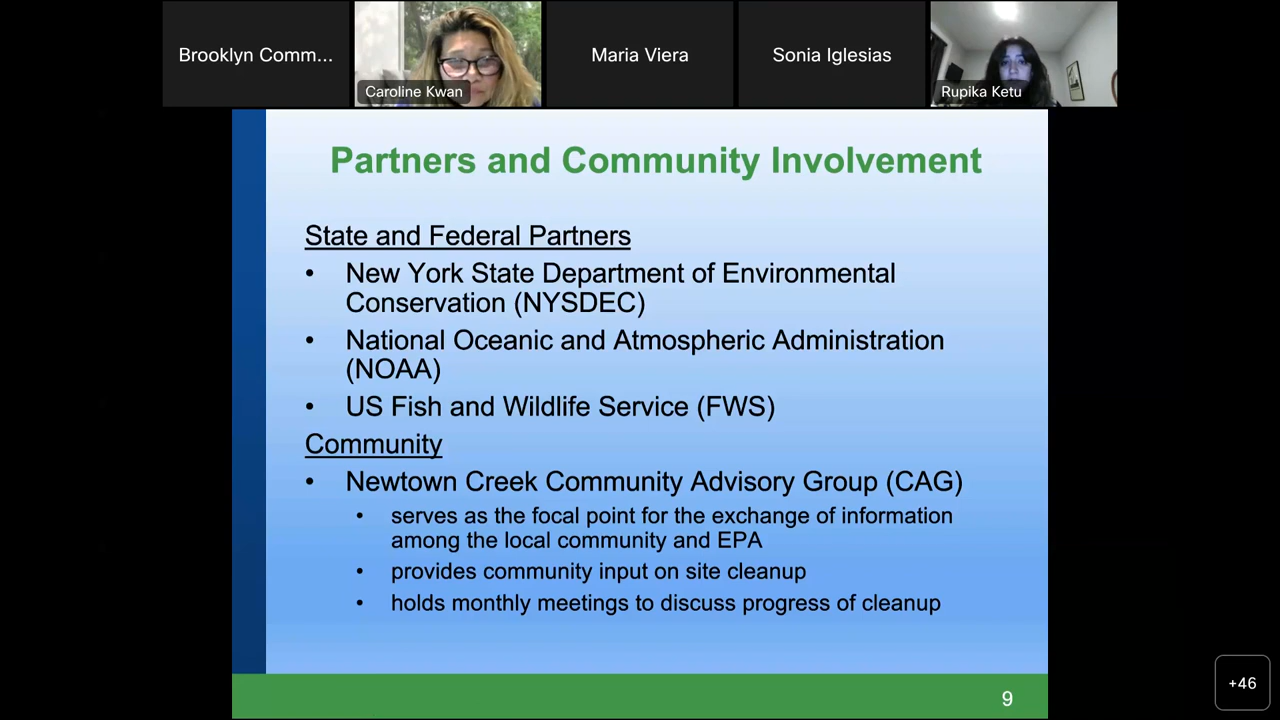 Brooklyn Comm...
Caroline Kwan
Maria Viera
Sonia Iglesias
Rupika Ketu
Partners and Community Involvement
State and Federal Partners
• New York State Department of Environmental
Conservation (NYSDEC)
• National Oceanic and Atmospheric Administration
(NOAA)
• US Fish and Wildlife Service (FWS)
Community
• Newtown Creek Community Advisory Group (CAG)
• serves as the focal point for the exchange of information
among the local community and EPA
• provides community input on site cleanup
• holds monthly meetings to discuss progress of cleanup
9
+46